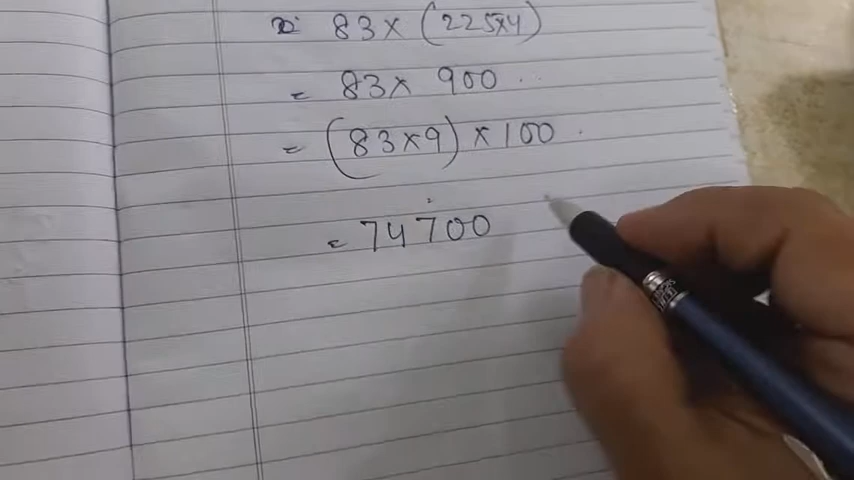 83 × (225×4)
= 83 × 900
= (83×9) × 100
= 74700